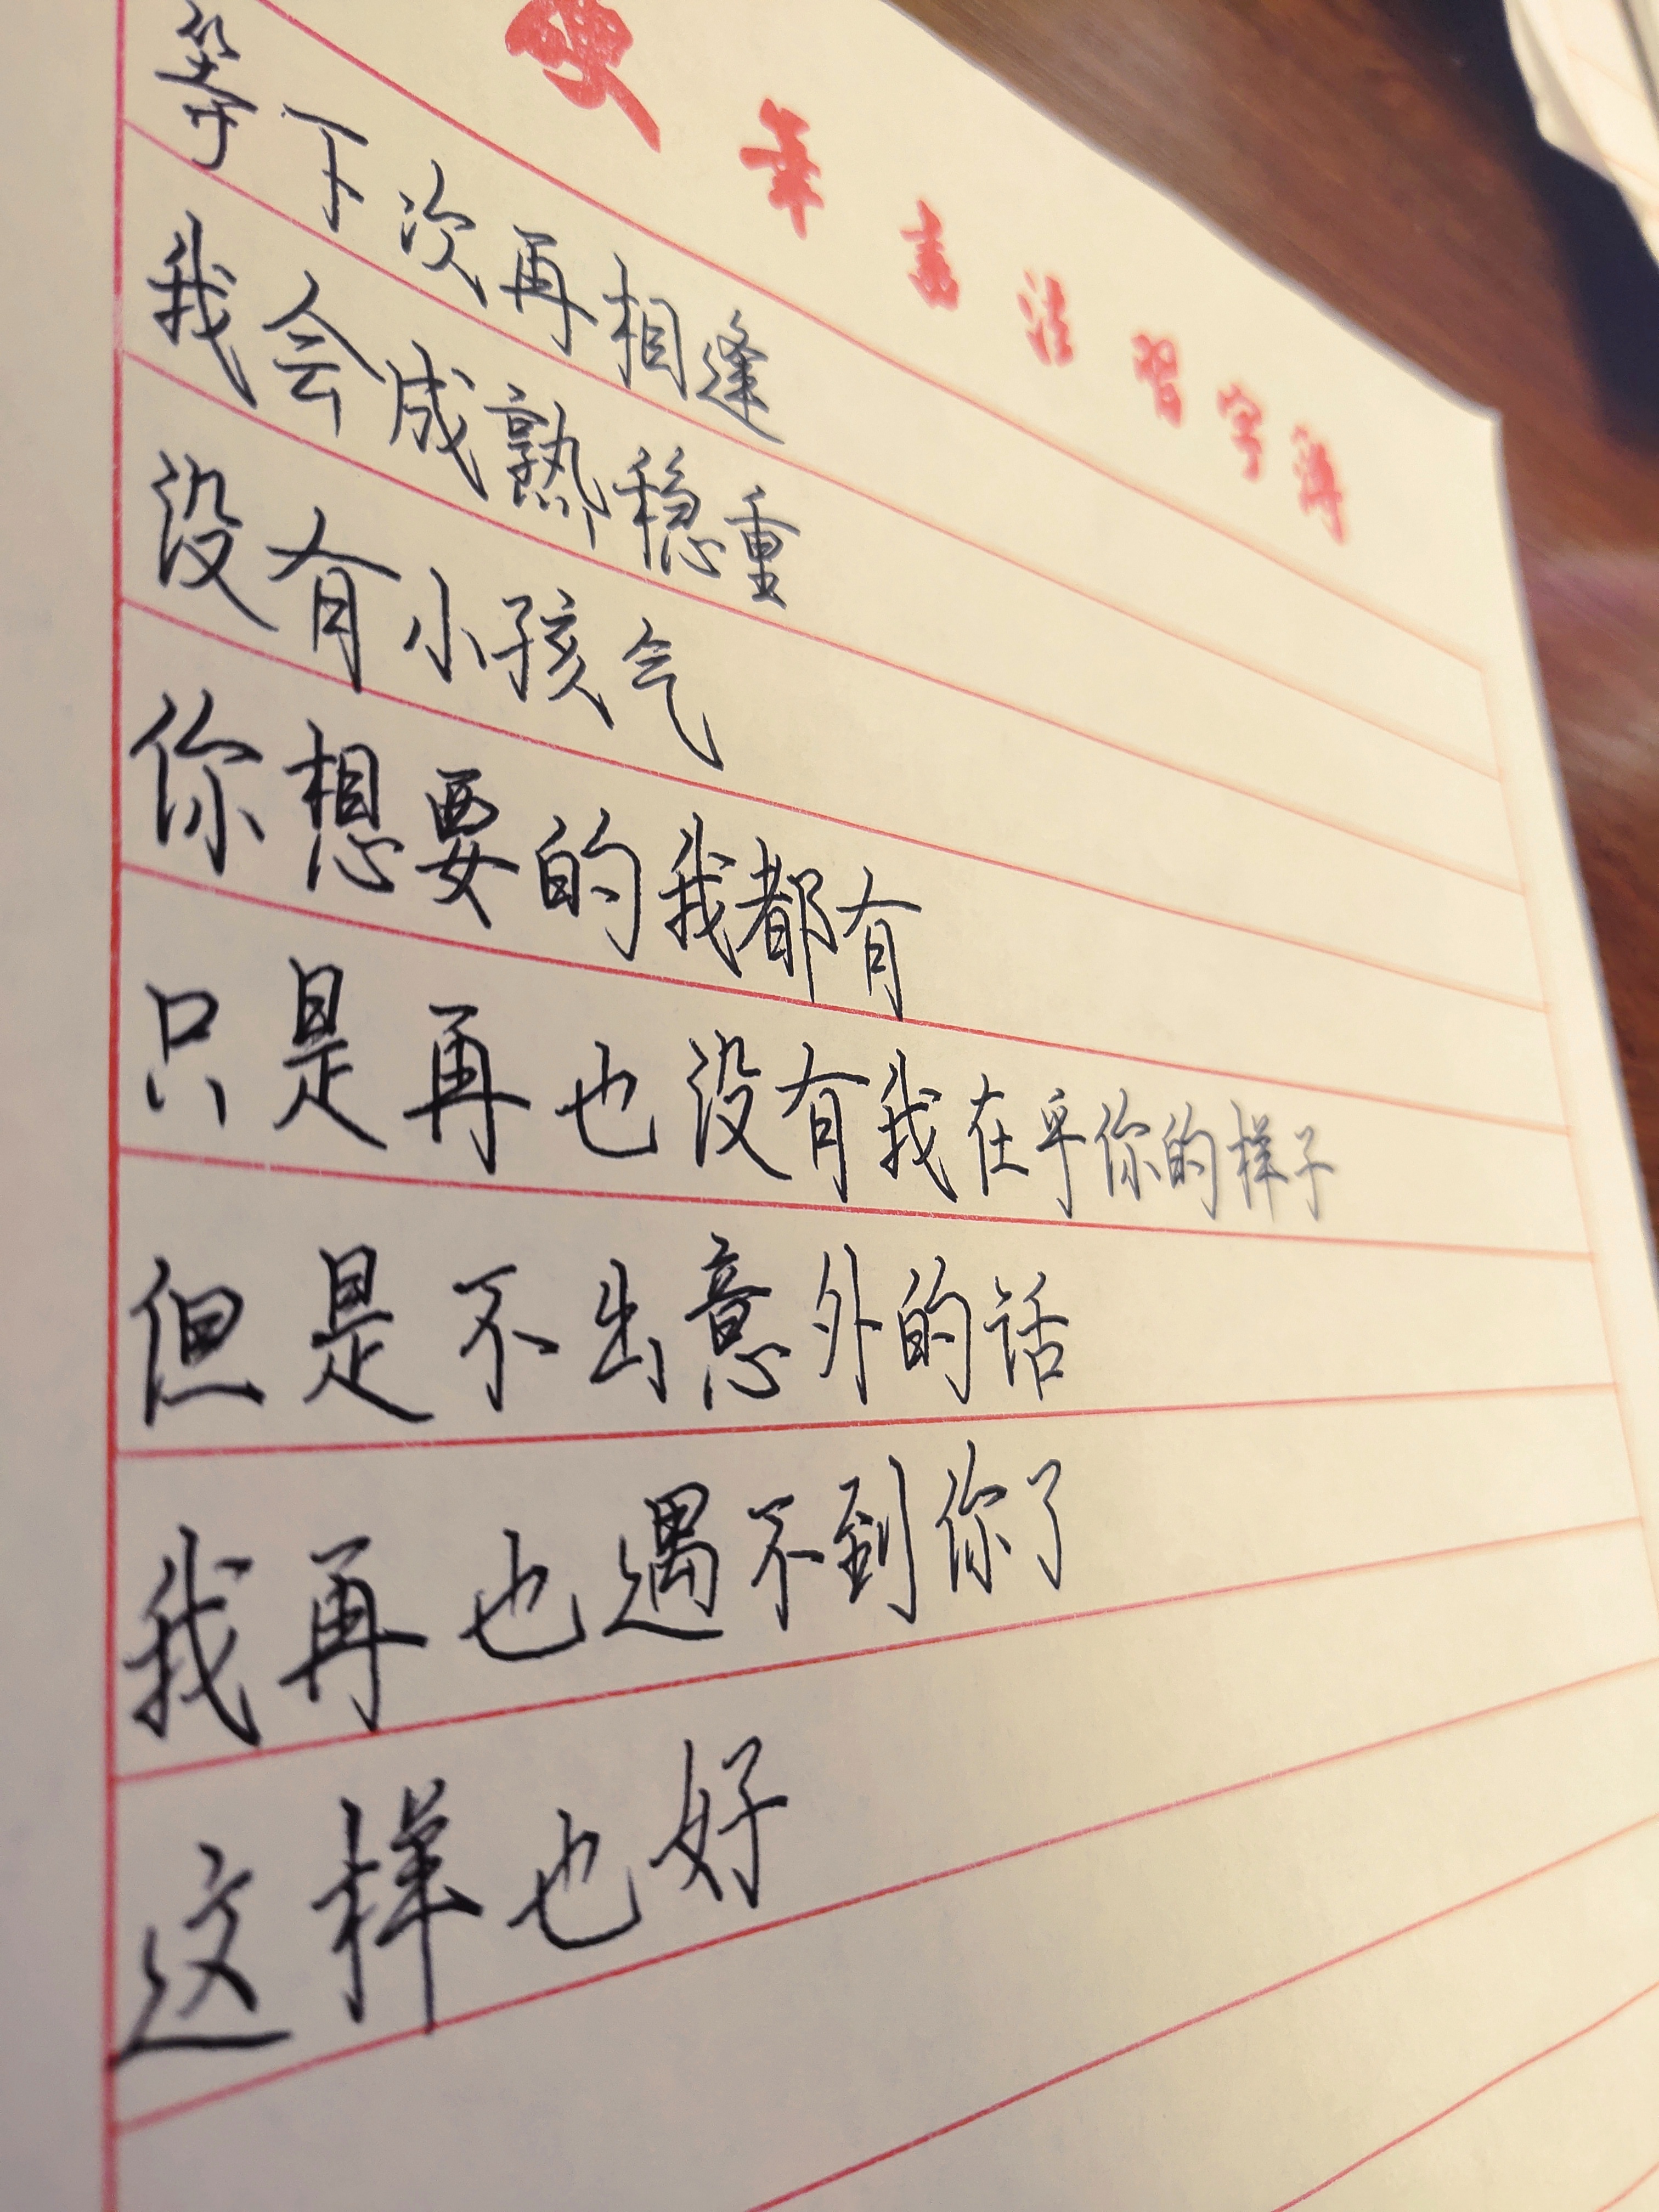 硬笔书法習字簿
等下次再相逢
我会成熟稳重
没有小孩气
你想要的我都有
只是再也没有我在乎你的样子
但是不出意外的话
我再也遇不到你了
这样也好